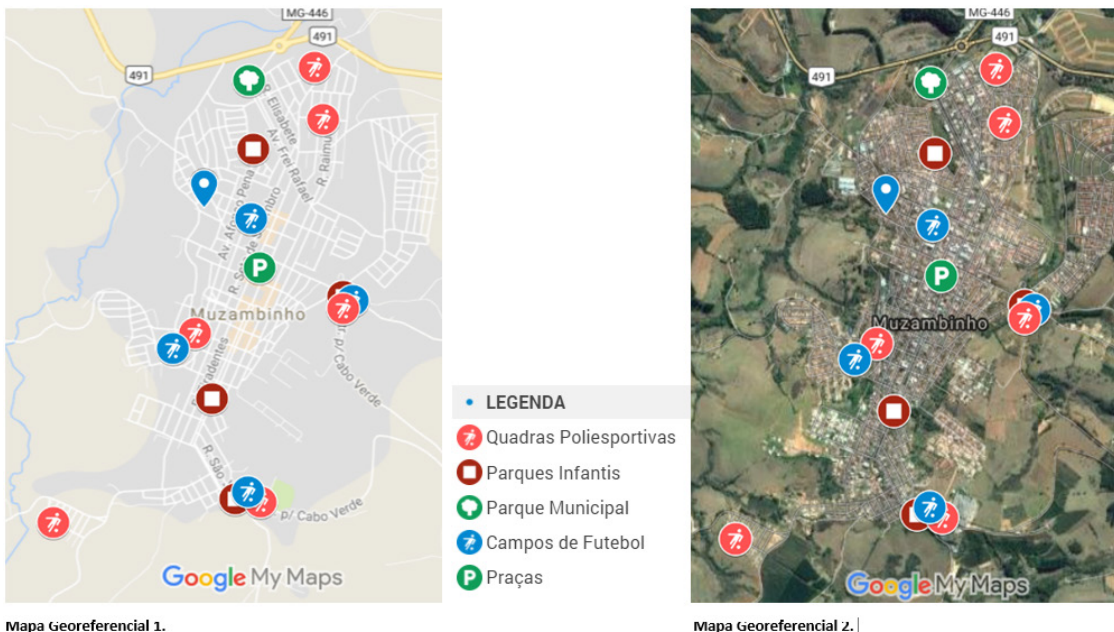 MG-446
491
491
R. Elisabete
Av. Frei Rafael
R. Raimu
Av. Afonso Pena
P
Muzambinho
p/ Cabo Verde
R. São
p/ Cabo Verde
Google My Maps
Mapa Georeferencial 1.
LEGENDA
Quadras Poliesportivas
Parques Infantis
Parque Municipal
Campos de Futebol
P Praças
MG-446
491
491
P
Muzambinho
Google My Maps
Mapa Georeferencial 2.